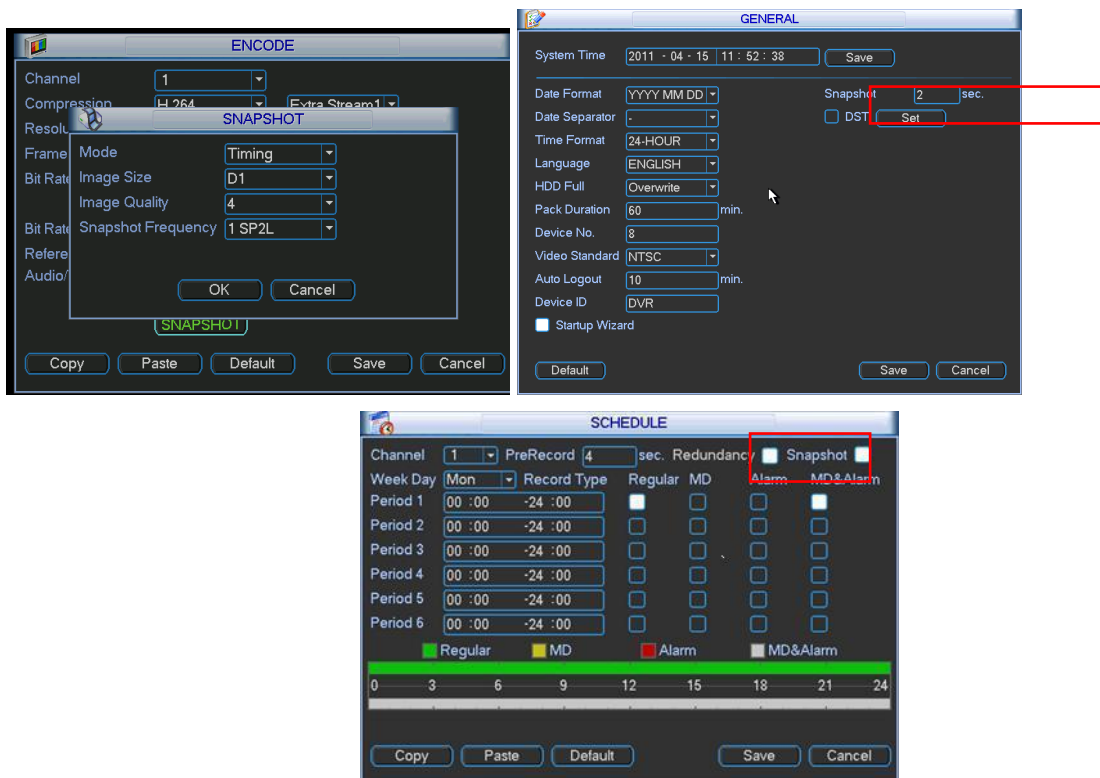 ENCODE
Channel 1
Compression H.264 Extra Stream1
SNAPSHOT
Mode Timing
Image Size D1
Image Quality 4
Snapshot Frequency 1 SP2L
OK Cancel
Resolu
Frame
Bit Rate
Bit Rate
Refere
Audio/
SNAPSHOT
Copy Paste Default Save Cancel
GENERAL
System Time 2011 - 04 - 15 11 : 52 : 38 Save
Date Format YYYY MM DD Snapshot 2 sec.
Date Separator - DST Set
Time Format 24-HOUR
Language ENGLISH
HDD Full Overwrite
Pack Duration 60 min.
Device No. 8
Video Standard NTSC
Auto Logout 10 min.
Device ID DVR
Startup Wizard
Default Save Cancel
SCHEDULE
Channel 1 PreRecord 4 sec. Redundancy Snapshot
Week Day Mon Record Type Regular MD Alarm MD&Alarm
Period 1 00 :00 -24 :00
Period 2 00 :00 -24 :00
Period 3 00 :00 -24 :00
Period 4 00 :00 -24 :00
Period 5 00 :00 -24 :00
Period 6 00 :00 -24 :00
Regular MD Alarm MD&Alarm
0 3 6 9 12 15 18 21 24
Copy Paste Default Save Cancel